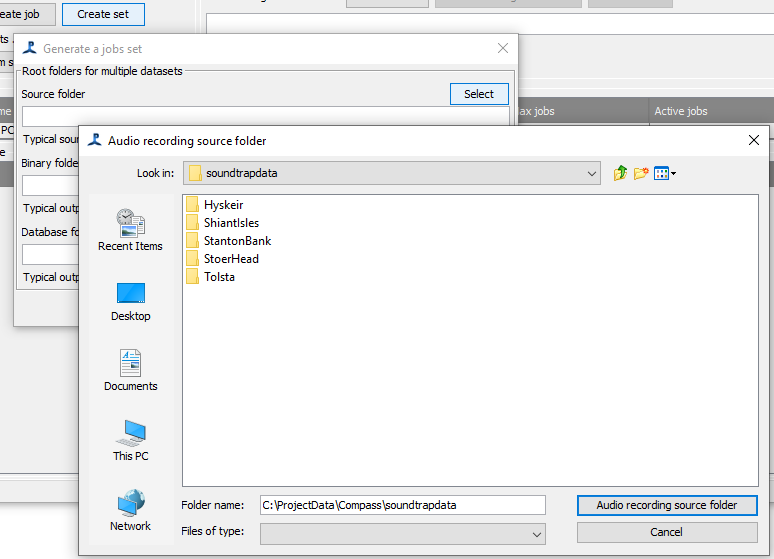 eate job
Create set
Generate a jobs set
Root folders for multiple datasets
Source folder
Select
Max jobs
Active jobs
PC
Typical sour
Audio recording source folder
Binary folde
Look in:
soundtrapdata
Typical outp
Database fo
Typical outp
Hyskeir
ShiantIsles
StantonBank
StoerHead
Tolsta
Recent Items
Desktop
Documents
This PC
Network
Folder name:
C:\ProjectData\Compass\soundtrapdata
Audio recording source folder
Files of type:
Cancel